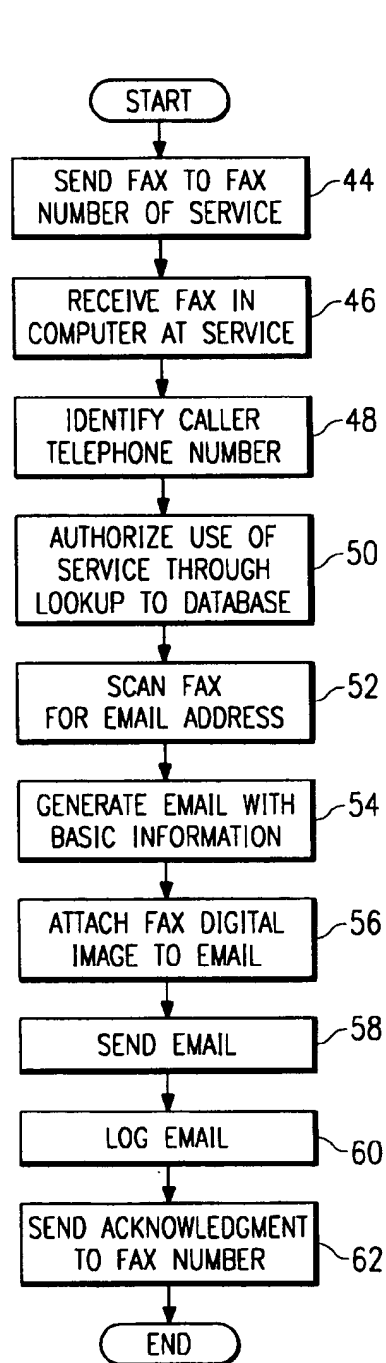 START
SEND FAX TO FAX
NUMBER OF SERVICE
44
RECEIVE FAX IN
COMPUTER AT SERVICE
46
IDENTIFY CALLER
TELEPHONE NUMBER
48
AUTHORIZE USE OF
SERVICE THROUGH
LOOKUP TO DATABASE
50
SCAN FAX
FOR EMAIL ADDRESS
52
GENERATE EMAIL WITH
BASIC INFORMATION
54
ATTACH FAX DIGITAL
IMAGE TO EMAIL
56
SEND EMAIL
58
LOG EMAIL
60
SEND ACKNOWLEDGMENT
TO FAX NUMBER
62
END